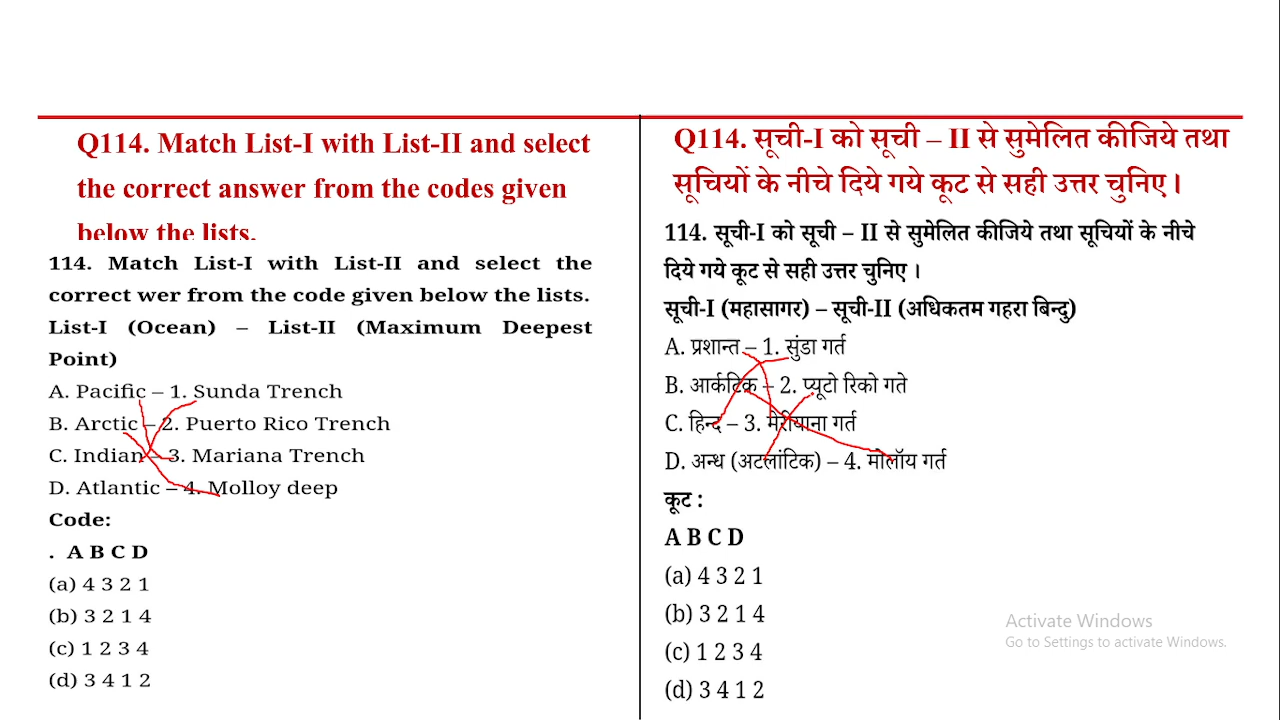 Q114. Match List-I with List-II and select
the correct answer from the codes given
below the lists.
114. Match List-I with List-II and select the
correct wer from the code given below the lists.
List-I (Ocean) – List-II (Maximum Deepest
Point)
A. Pacific – 1. Sunda Trench
B. Arctic – 2. Puerto Rico Trench
C. Indian – 3. Mariana Trench
D. Atlantic – 4. Molloy deep
Code:
. A B C D
(a) 4 3 2 1
(b) 3 2 1 4
(c) 1 2 3 4
(d) 3 4 1 2
Q114. सूची-I को सूची – II से सुमेलित कीजिये तथा
सूचियों के नीचे दिये गये कूट से सही उत्तर चुनिए।
114. सूची-I को सूची – II से सुमेलित कीजिये तथा सूचियों के नीचे
दिये गये कूट से सही उत्तर चुनिए।
सूची-I (महासागर) – सूची-II (अधिकतम गहरा बिन्दु)
A. प्रशान्त – 1. सुंडा गर्त
B. आर्कटिक – 2. प्यूटो रिको गते
C. हिन्द – 3. मेरीयाना गर्त
D. अन्ध (अटलांटिक) – 4. मोलॉय गर्त
कूट :
A B C D
(a) 4 3 2 1
(b) 3 2 1 4
(c) 1 2 3 4
(d) 3 4 1 2
Activate Windows
Go to Settings to activate Windows.